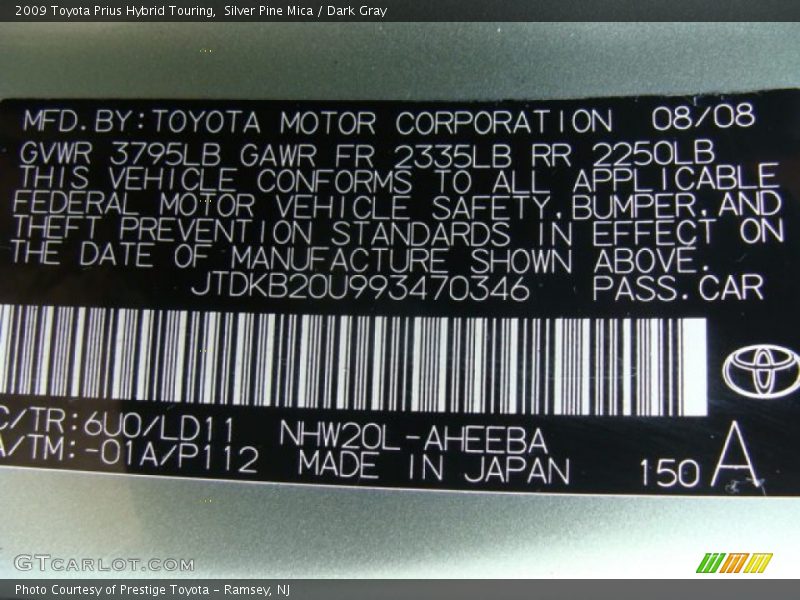 2009 Toyota Prius Hybrid Touring, Silver Pine Mica / Dark Gray
MFD.BY:TOYOTA MOTOR CORPORATION 08/08
GVWR 3795LB GAWR FR 2335LB RR 2250LB
THIS VEHICLE CONFORMS TO ALL APPLICABLE
FEDERAL MOTOR VEHICLE SAFETY,BUMPER,AND
THEFT PREVENTION STANDARDS IN EFFECT ON
THE DATE OF MANUFACTURE SHOWN ABOVE.
JTDKB20U993470346 PASS.CAR
C/TR:6U0/LD11 NHW20L-AHEEBA
A/TM:-01A/P112 MADE IN JAPAN 150 A
GTCARLOT.COM
Photo Courtesy of Prestige Toyota - Ramsey, NJ